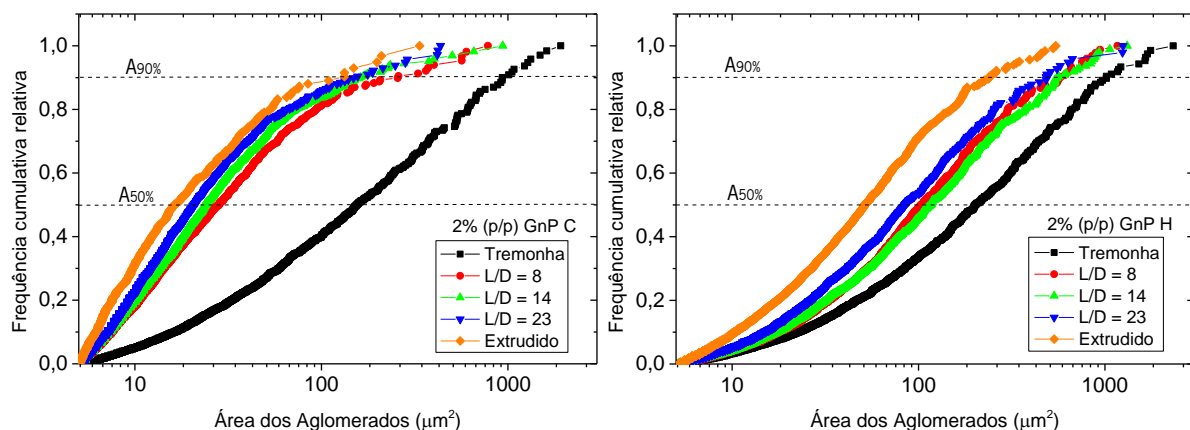 Frequência cumulativa relativa
1,0
0,8
0,6
0,4
0,2
0,0
A90%
A50%
2% (p/p) GnP C
Tremonha
L/D = 8
L/D = 14
L/D = 23
Extrudido
10
100
1000
Área dos Aglomerados (μm²)
Frequência cumulativa relativa
1,0
0,8
0,6
0,4
0,2
0,0
A90%
A50%
2% (p/p) GnP H
Tremonha
L/D = 8
L/D = 14
L/D = 23
Extrudido
10
100
1000
Área dos Aglomerados (μm²)